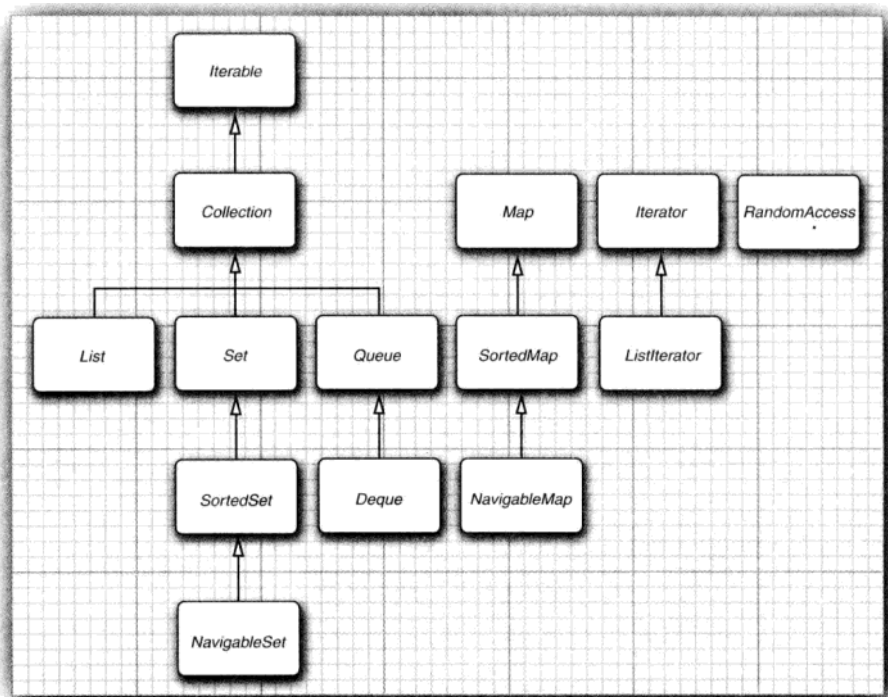 Iterable
Collection
Map
Iterator
RandomAccess
List
Set
Queue
SortedMap
ListIterator
SortedSet
Deque
NavigableMap
NavigableSet